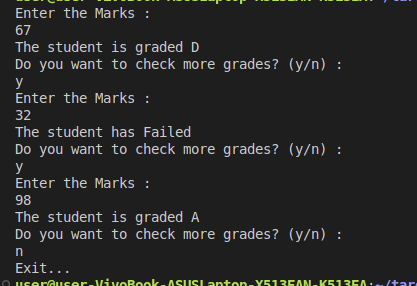 Enter the Marks :
67
The student is graded D
Do you want to check more grades? (y/n) :
y
Enter the Marks :
32
The student has Failed
Do you want to check more grades? (y/n) :
y
Enter the Marks :
98
The student is graded A
Do you want to check more grades? (y/n) :
n
Exit...
user@user-VivoBook-ASUSLaptop-X513EAN-K513EA:~/tar